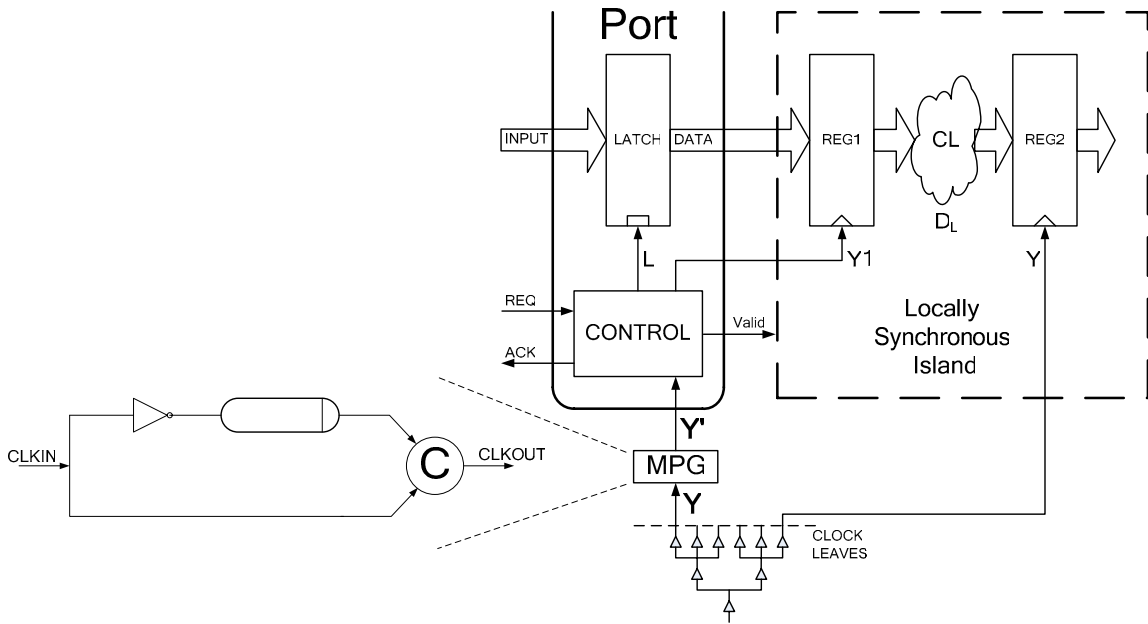 Port
INPUT
LATCH
DATA
REG1
CL
REG2
D_L
L
Y1
Y
REQ
CONTROL
Valid
ACK
Locally
Synchronous
Island
Y'
CLKIN
C
CLKOUT
MPG
Y
CLOCK
LEAVES